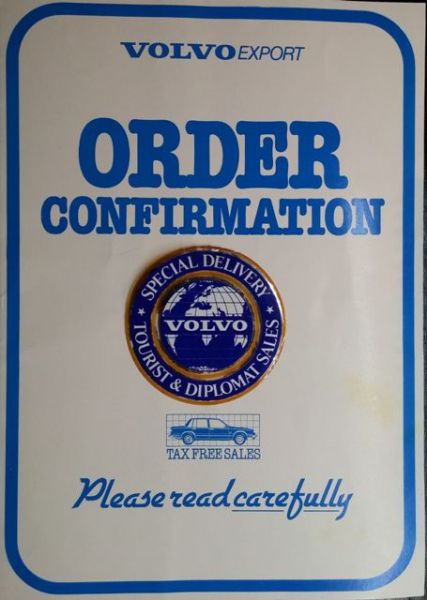 VOLVO EXPORT
ORDER
CONFIRMATION
SPECIAL DELIVERY
VOLVO
TOURIST & DIPLOMAT SALES
TAX FREE SALES
Please read carefully